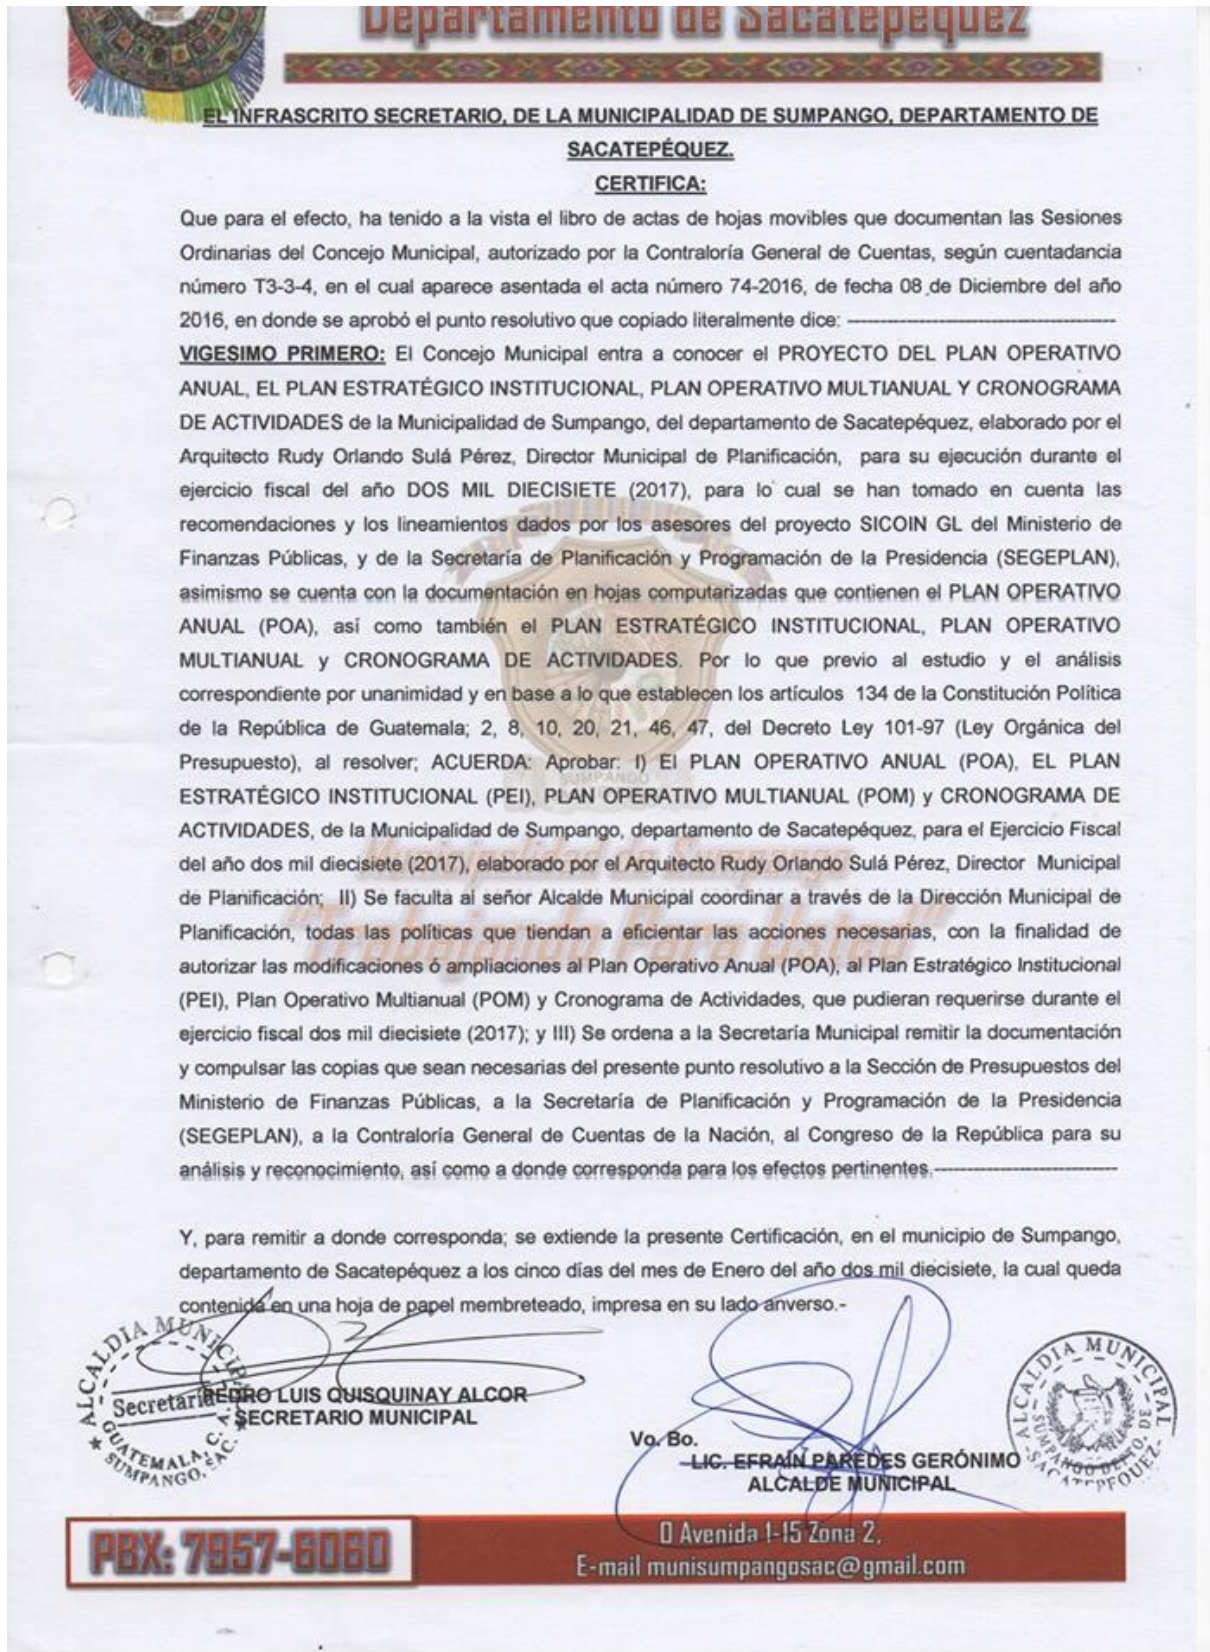 Departamento de Sacatepéquez
EL INFRASCRITO SECRETARIO, DE LA MUNICIPALIDAD DE SUMPANGO, DEPARTAMENTO DE
SACATEPÉQUEZ.
CERTIFICA:
Que para el efecto, ha tenido a la vista el libro de actas de hojas movibles que documentan las Sesiones
Ordinarias del Concejo Municipal, autorizado por la Contraloría General de Cuentas, según cuentadancia
número T3-3-4, en el cual aparece asentada el acta número 74-2016, de fecha 08 de Diciembre del año
2016, en donde se aprobó el punto resolutivo que copiado literalmente dice: ------------------------------
VIGESIMO PRIMERO: El Concejo Municipal entra a conocer el PROYECTO DEL PLAN OPERATIVO
ANUAL, EL PLAN ESTRATÉGICO INSTITUCIONAL, PLAN OPERATIVO MULTIANUAL Y CRONOGRAMA
DE ACTIVIDADES de la Municipalidad de Sumpango, del departamento de Sacatepéquez, elaborado por el
Arquitecto Rudy Orlando Sulá Pérez, Director Municipal de Planificación, para su ejecución durante el
ejercicio fiscal del año DOS MIL DIECISIETE (2017), para lo cual se han tomado en cuenta las
recomendaciones y los lineamientos dados por los asesores del proyecto SICOIN GL del Ministerio de
Finanzas Públicas, y de la Secretaría de Planificación y Programación de la Presidencia (SEGEPLAN),
asimismo se cuenta con la documentación en hojas computarizadas que contienen el PLAN OPERATIVO
ANUAL (POA), así como también el PLAN ESTRATÉGICO INSTITUCIONAL, PLAN OPERATIVO
MULTIANUAL y CRONOGRAMA DE ACTIVIDADES. Por lo que previo al estudio y el análisis
correspondiente por unanimidad y en base a lo que establecen los artículos 134 de la Constitución Política
de la República de Guatemala; 2, 8, 10, 20, 21, 46, 47, del Decreto Ley 101-97 (Ley Orgánica del
Presupuesto), al resolver; ACUERDA: Aprobar: I) El PLAN OPERATIVO ANUAL (POA), EL PLAN
ESTRATÉGICO INSTITUCIONAL (PEI), PLAN OPERATIVO MULTIANUAL (POM) y CRONOGRAMA DE
ACTIVIDADES, de la Municipalidad de Sumpango, departamento de Sacatepéquez, para el Ejercicio Fiscal
del año dos mil diecisiete (2017), elaborado por el Arquitecto Rudy Orlando Sulá Pérez, Director Municipal
de Planificación; II) Se faculta al señor Alcalde Municipal coordinar a través de la Dirección Municipal de
Planificación, todas las políticas que tiendan a eficientar las acciones necesarias, con la finalidad de
autorizar las modificaciones ó ampliaciones al Plan Operativo Anual (POA), al Plan Estratégico Institucional
(PEI), Plan Operativo Multianual (POM) y Cronograma de Actividades, que pudieran requerirse durante el
ejercicio fiscal dos mil diecisiete (2017); y III) Se ordena a la Secretaría Municipal remitir la documentación
y compulsar las copias que sean necesarias del presente punto resolutivo a la Sección de Presupuestos del
Ministerio de Finanzas Públicas, a la Secretaría de Planificación y Programación de la Presidencia
(SEGEPLAN), a la Contraloría General de Cuentas de la Nación, al Congreso de la República para su
análisis y reconocimiento, así como a donde corresponda para los efectos pertinentes.--------------------
SUMPANGO
Municipalidad de Sumpango
"Trabajando Para Usted"
Y, para remitir a donde corresponda; se extiende la presente Certificación, en el municipio de Sumpango,
departamento de Sacatepéquez a los cinco días del mes de Enero del año dos mil diecisiete, la cual queda
contenida en una hoja de papel membreteado, impresa en su lado anverso.-
ALCALDIA MUNICIPAL
Secretaria
GUATEMALA, C. A.
SUMPANGO, SAC.
PEDRO LUIS QUISQUINAY ALCOR
SECRETARIO MUNICIPAL
Vo. Bo.
LIC. EFRAÍN PAREDES GERÓNIMO
ALCALDE MUNICIPAL
ALCALDIA MUNICIPAL
SUMPANGO DEPTO. DE
SACATEPEQUEZ
PBX: 7957-6060
0 Avenida 1-15 Zona 2,
E-mail munisumpangosac@gmail.com